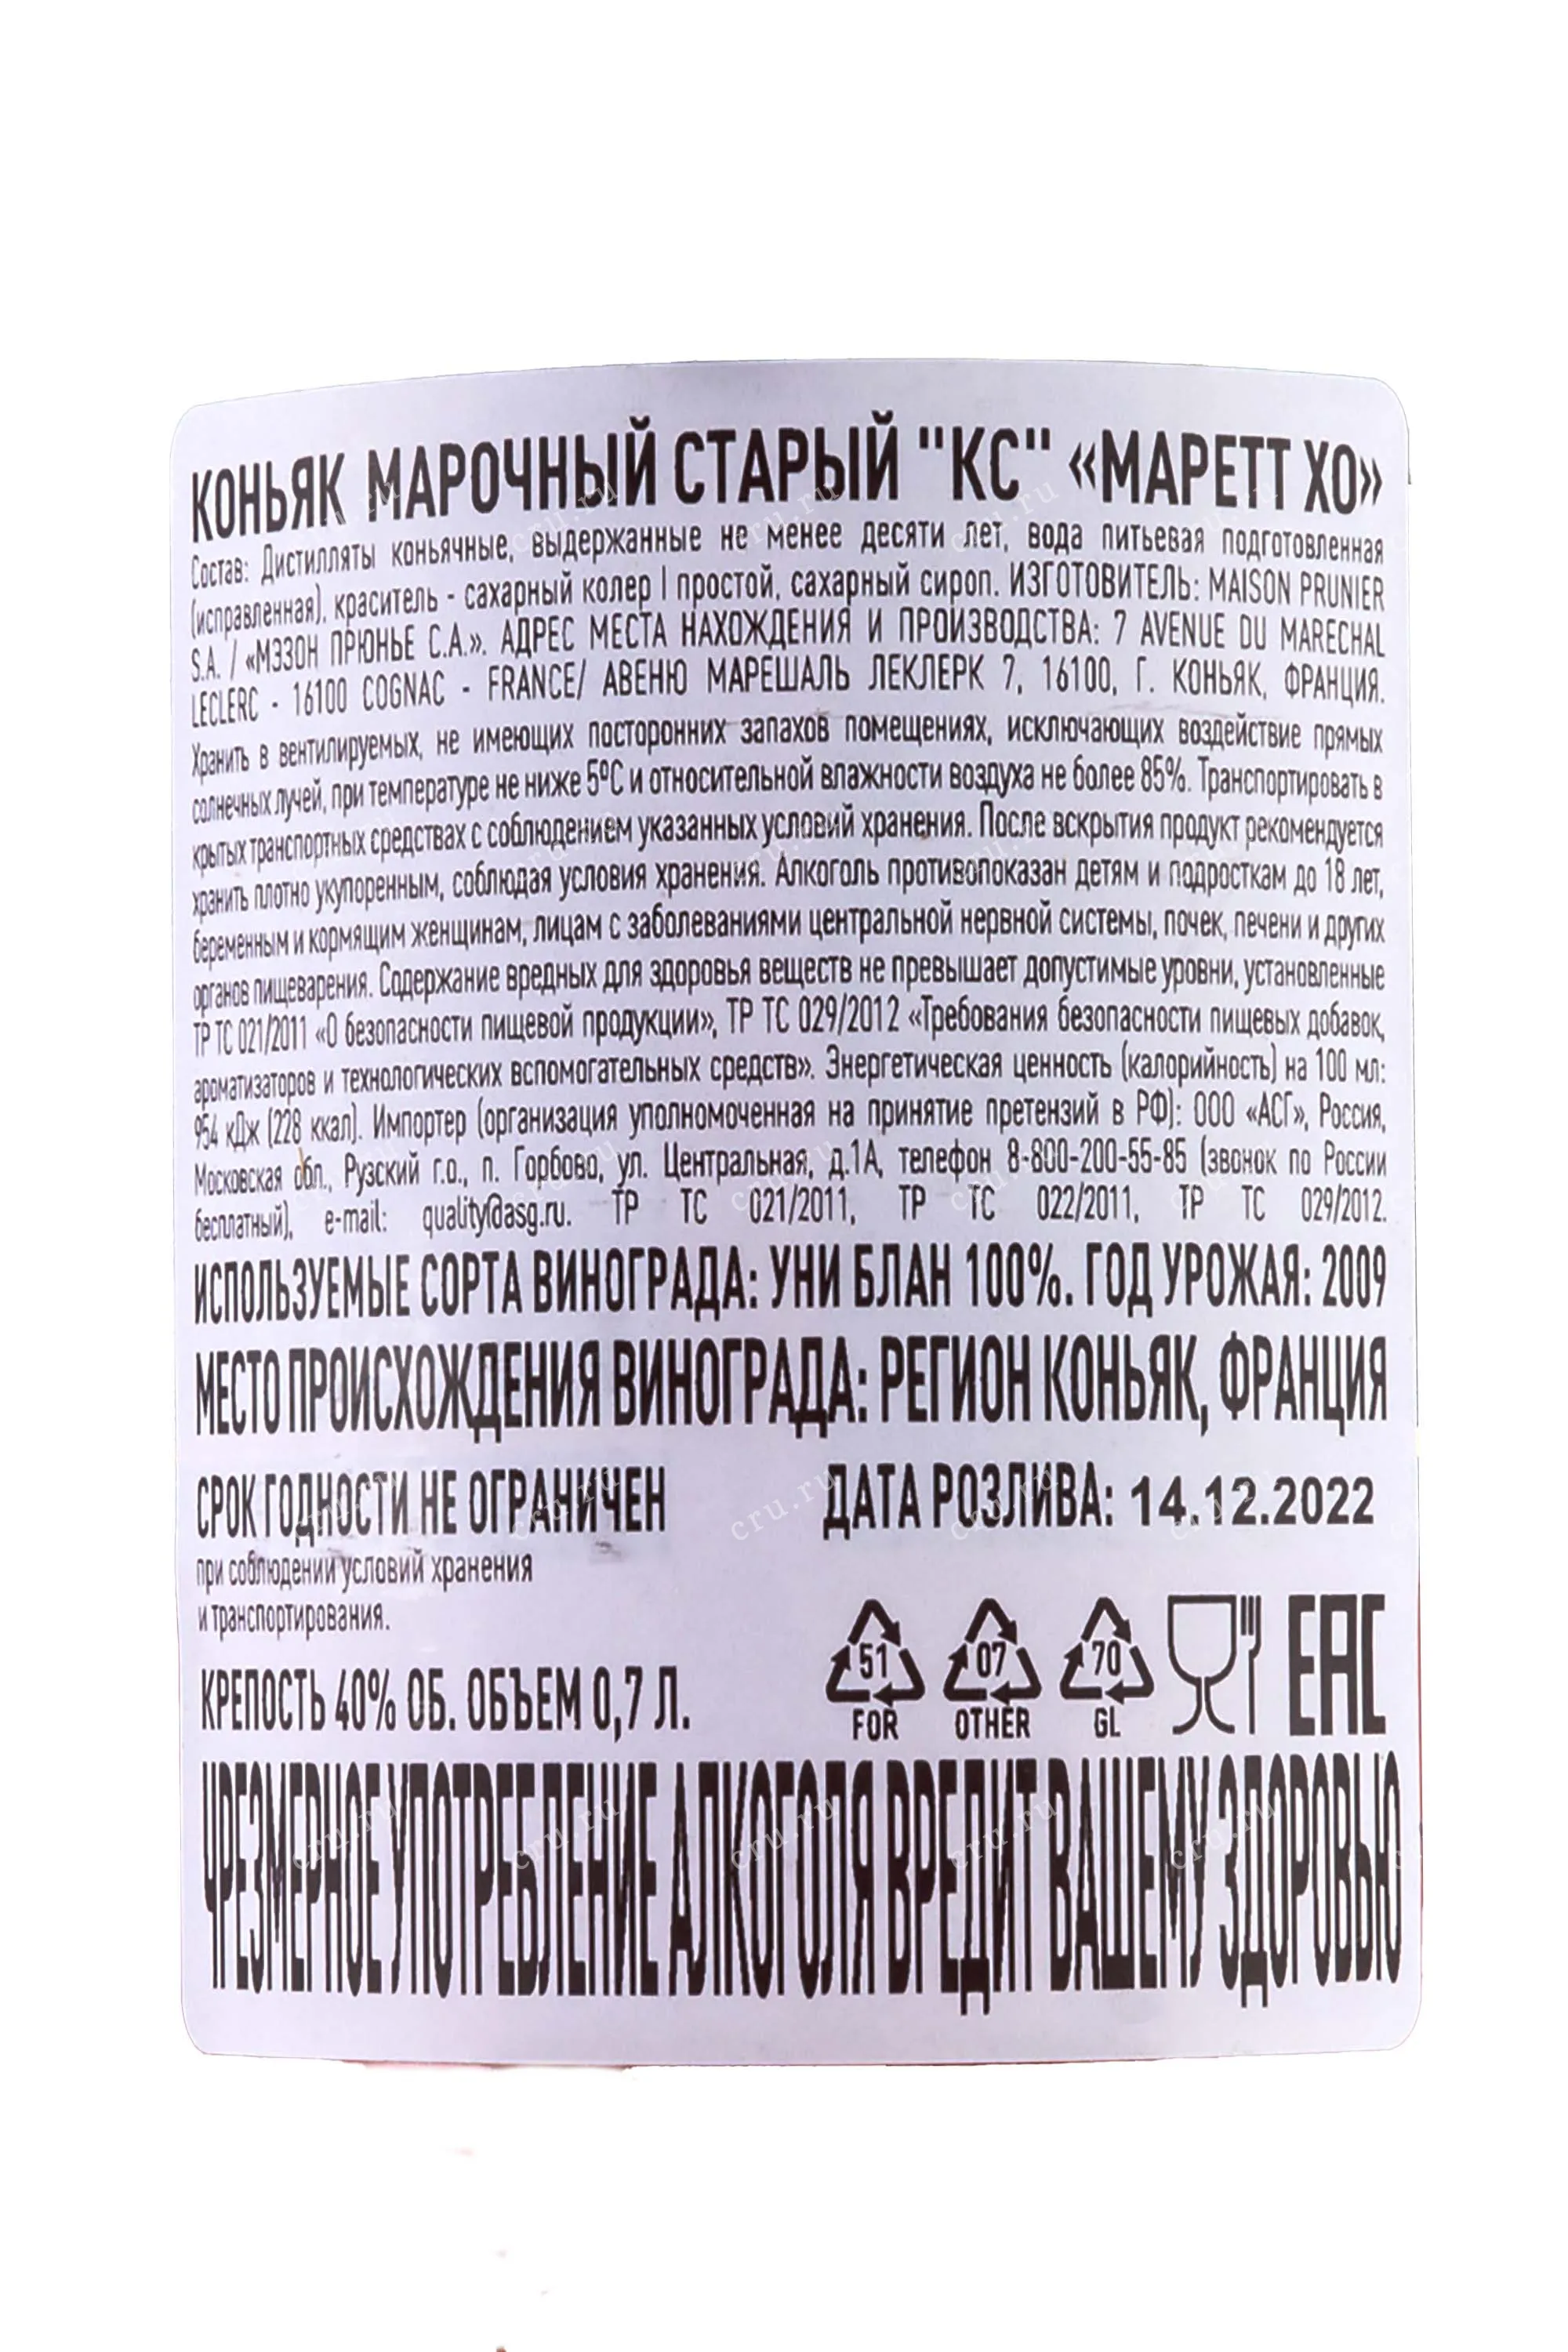 КОНЬЯК МАРОЧНЫЙ СТАРЫЙ "КС" «МАРЕТТ ХО»
Состав: Дистилляты коньячные, выдержанные не менее десяти лет, вода питьевая подготовленная
(исправленная), краситель - сахарный колер I простой, сахарный сироп. ИЗГОТОВИТЕЛЬ: MAISON PRUNIER
S.A. / «МЭЗОН ПРЮНЬЕ С.А.». АДРЕС МЕСТА НАХОЖДЕНИЯ И ПРОИЗВОДСТВА: 7 AVENUE DU MARECHAL
LECLERC - 16100 COGNAC - FRANCE/ АВЕНЮ МАРЕШАЛЬ ЛЕКЛЕРК 7, 16100, Г. КОНЬЯК, ФРАНЦИЯ.
Хранить в вентилируемых, не имеющих посторонних запахов помещениях, исключающих воздействие прямых
солнечных лучей, при температуре не ниже 5ºС и относительной влажности воздуха не более 85%. Транспортировать в
крытых транспортных средствах с соблюдением указанных условий хранения. После вскрытия продукт рекомендуется
хранить плотно укупоренным, соблюдая условия хранения. Алкоголь противопоказан детям и подросткам до 18 лет,
беременным и кормящим женщинам, лицам с заболеваниями центральной нервной системы, почек, печени и других
органов пищеварения. Содержание вредных для здоровья веществ не превышает допустимые уровни, установленные
ТР ТС 021/2011 «О безопасности пищевой продукции», ТР ТС 029/2012 «Требования безопасности пищевых добавок,
ароматизаторов и технологических вспомогательных средств». Энергетическая ценность (калорийность) на 100 мл:
954 кДж (228 ккал). Импортер (организация уполномоченная на принятие претензий в РФ): ООО «АСГ», Россия,
Московская обл., Рузский г.о., п. Горбово, ул. Центральная, д.1А, телефон 8-800-200-55-85 (звонок по России
бесплатный), e-mail: quality@asg.ru. ТР ТС 021/2011, ТР ТС 022/2011, ТР ТС 029/2012.
ИСПОЛЬЗУЕМЫЕ СОРТА ВИНОГРАДА: УНИ БЛАН 100%. ГОД УРОЖАЯ: 2009
МЕСТО ПРОИСХОЖДЕНИЯ ВИНОГРАДА: РЕГИОН КОНЬЯК, ФРАНЦИЯ
СРОК ГОДНОСТИ НЕ ОГРАНИЧЕН
при соблюдении условий хранения
и транспортирования.
ДАТА РОЗЛИВА: 14.12.2022
КРЕПОСТЬ 40% ОБ. ОБЪЕМ 0,7 Л.
51 07 70
FOR OTHER GL EAC
ЧРЕЗМЕРНОЕ УПОТРЕБЛЕНИЕ АЛКОГОЛЯ ВРЕДИТ ВАШЕМУ ЗДОРОВЬЮ
cru.ru